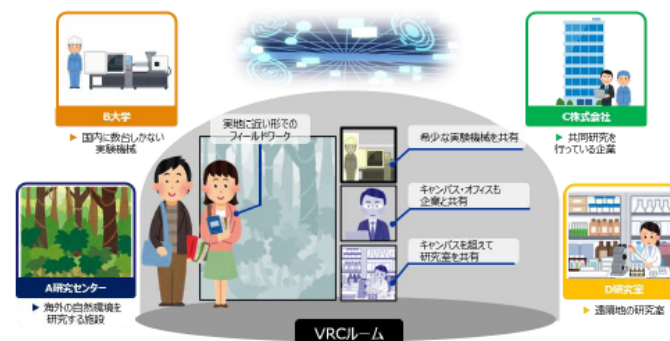 B大学
▶ 国内に数台しかない
実験機械
C株式会社
▶ 共同研究を
行っている企業
実地に近い形での
フィールドワーク
希少な実験機械を共有
キャンパス・オフィスも
企業と共有
キャンパスを超えて
研究室を共有
A研究センター
▶ 海外の自然環境を
研究する施設
D研究室
▶ 遠隔地の研究室
VRCルーム